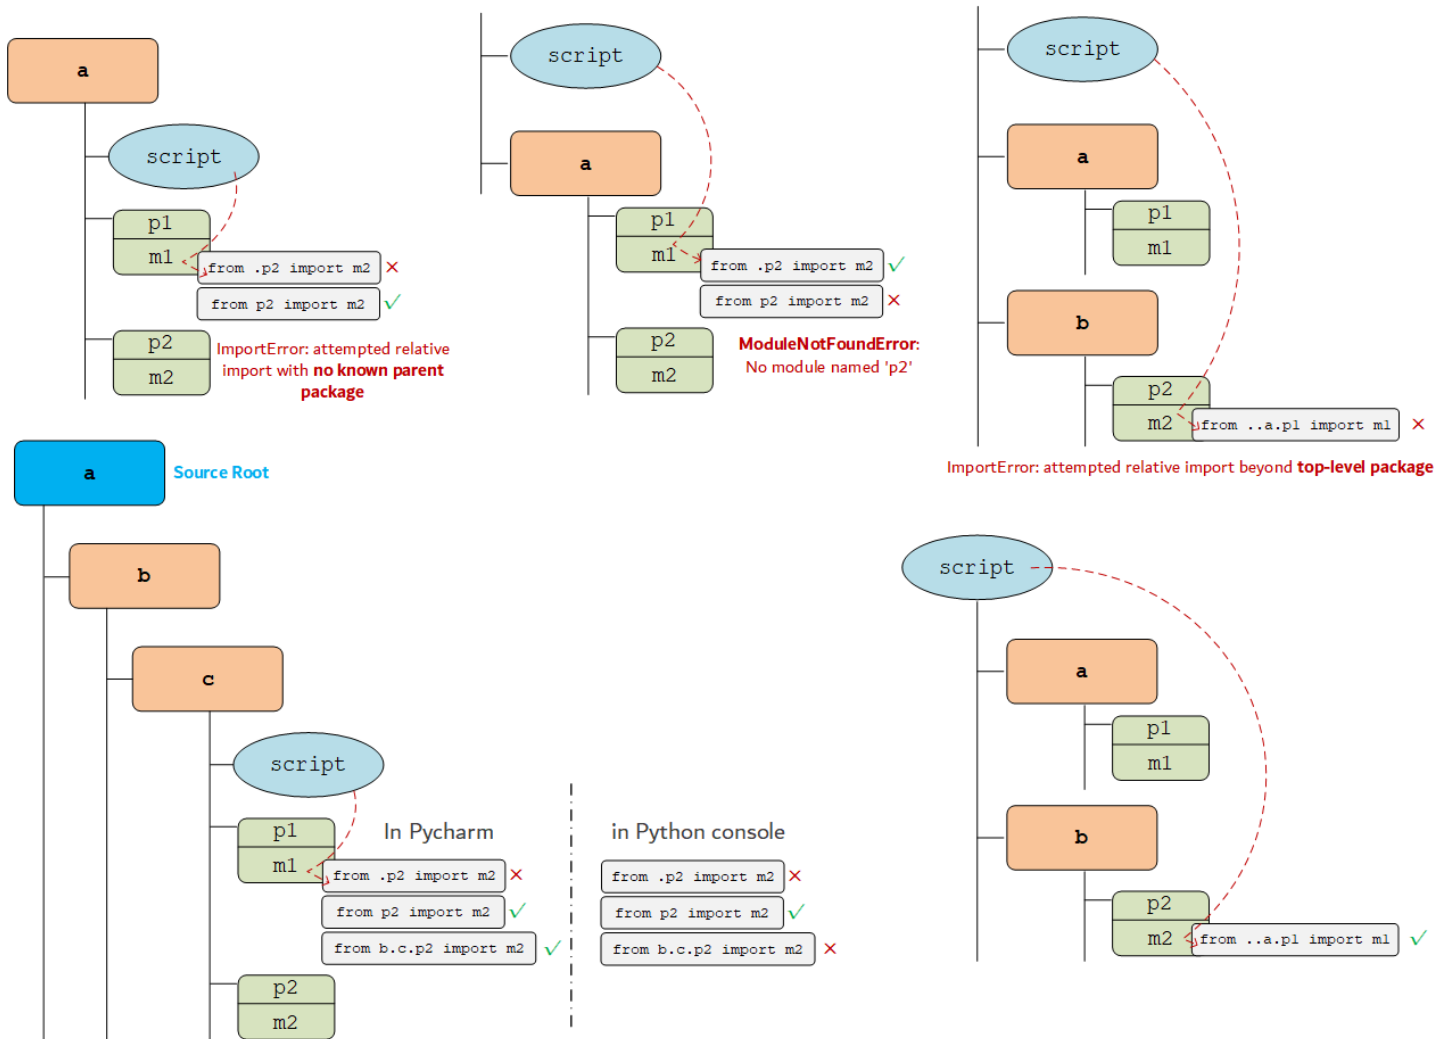 a
script
p1
m1
from .p2 import m2 ×
from p2 import m2 ✓
p2
m2
ImportError: attempted relative
import with no known parent
package
script
a
p1
m1
from .p2 import m2 ✓
from p2 import m2 ×
p2
m2
ModuleNotFoundError:
No module named 'p2'
script
a
p1
m1
b
p2
m2
from ..a.p1 import m1 ×
ImportError: attempted relative import beyond top-level package
a
Source Root
b
c
script
p1
m1
In Pycharm
from .p2 import m2 ×
from p2 import m2 ✓
from b.c.p2 import m2 ✓
p2
m2
in Python console
from .p2 import m2 ×
from p2 import m2 ✓
from b.c.p2 import m2 ×
script
a
p1
m1
b
p2
m2
from ..a.p1 import m1 ✓